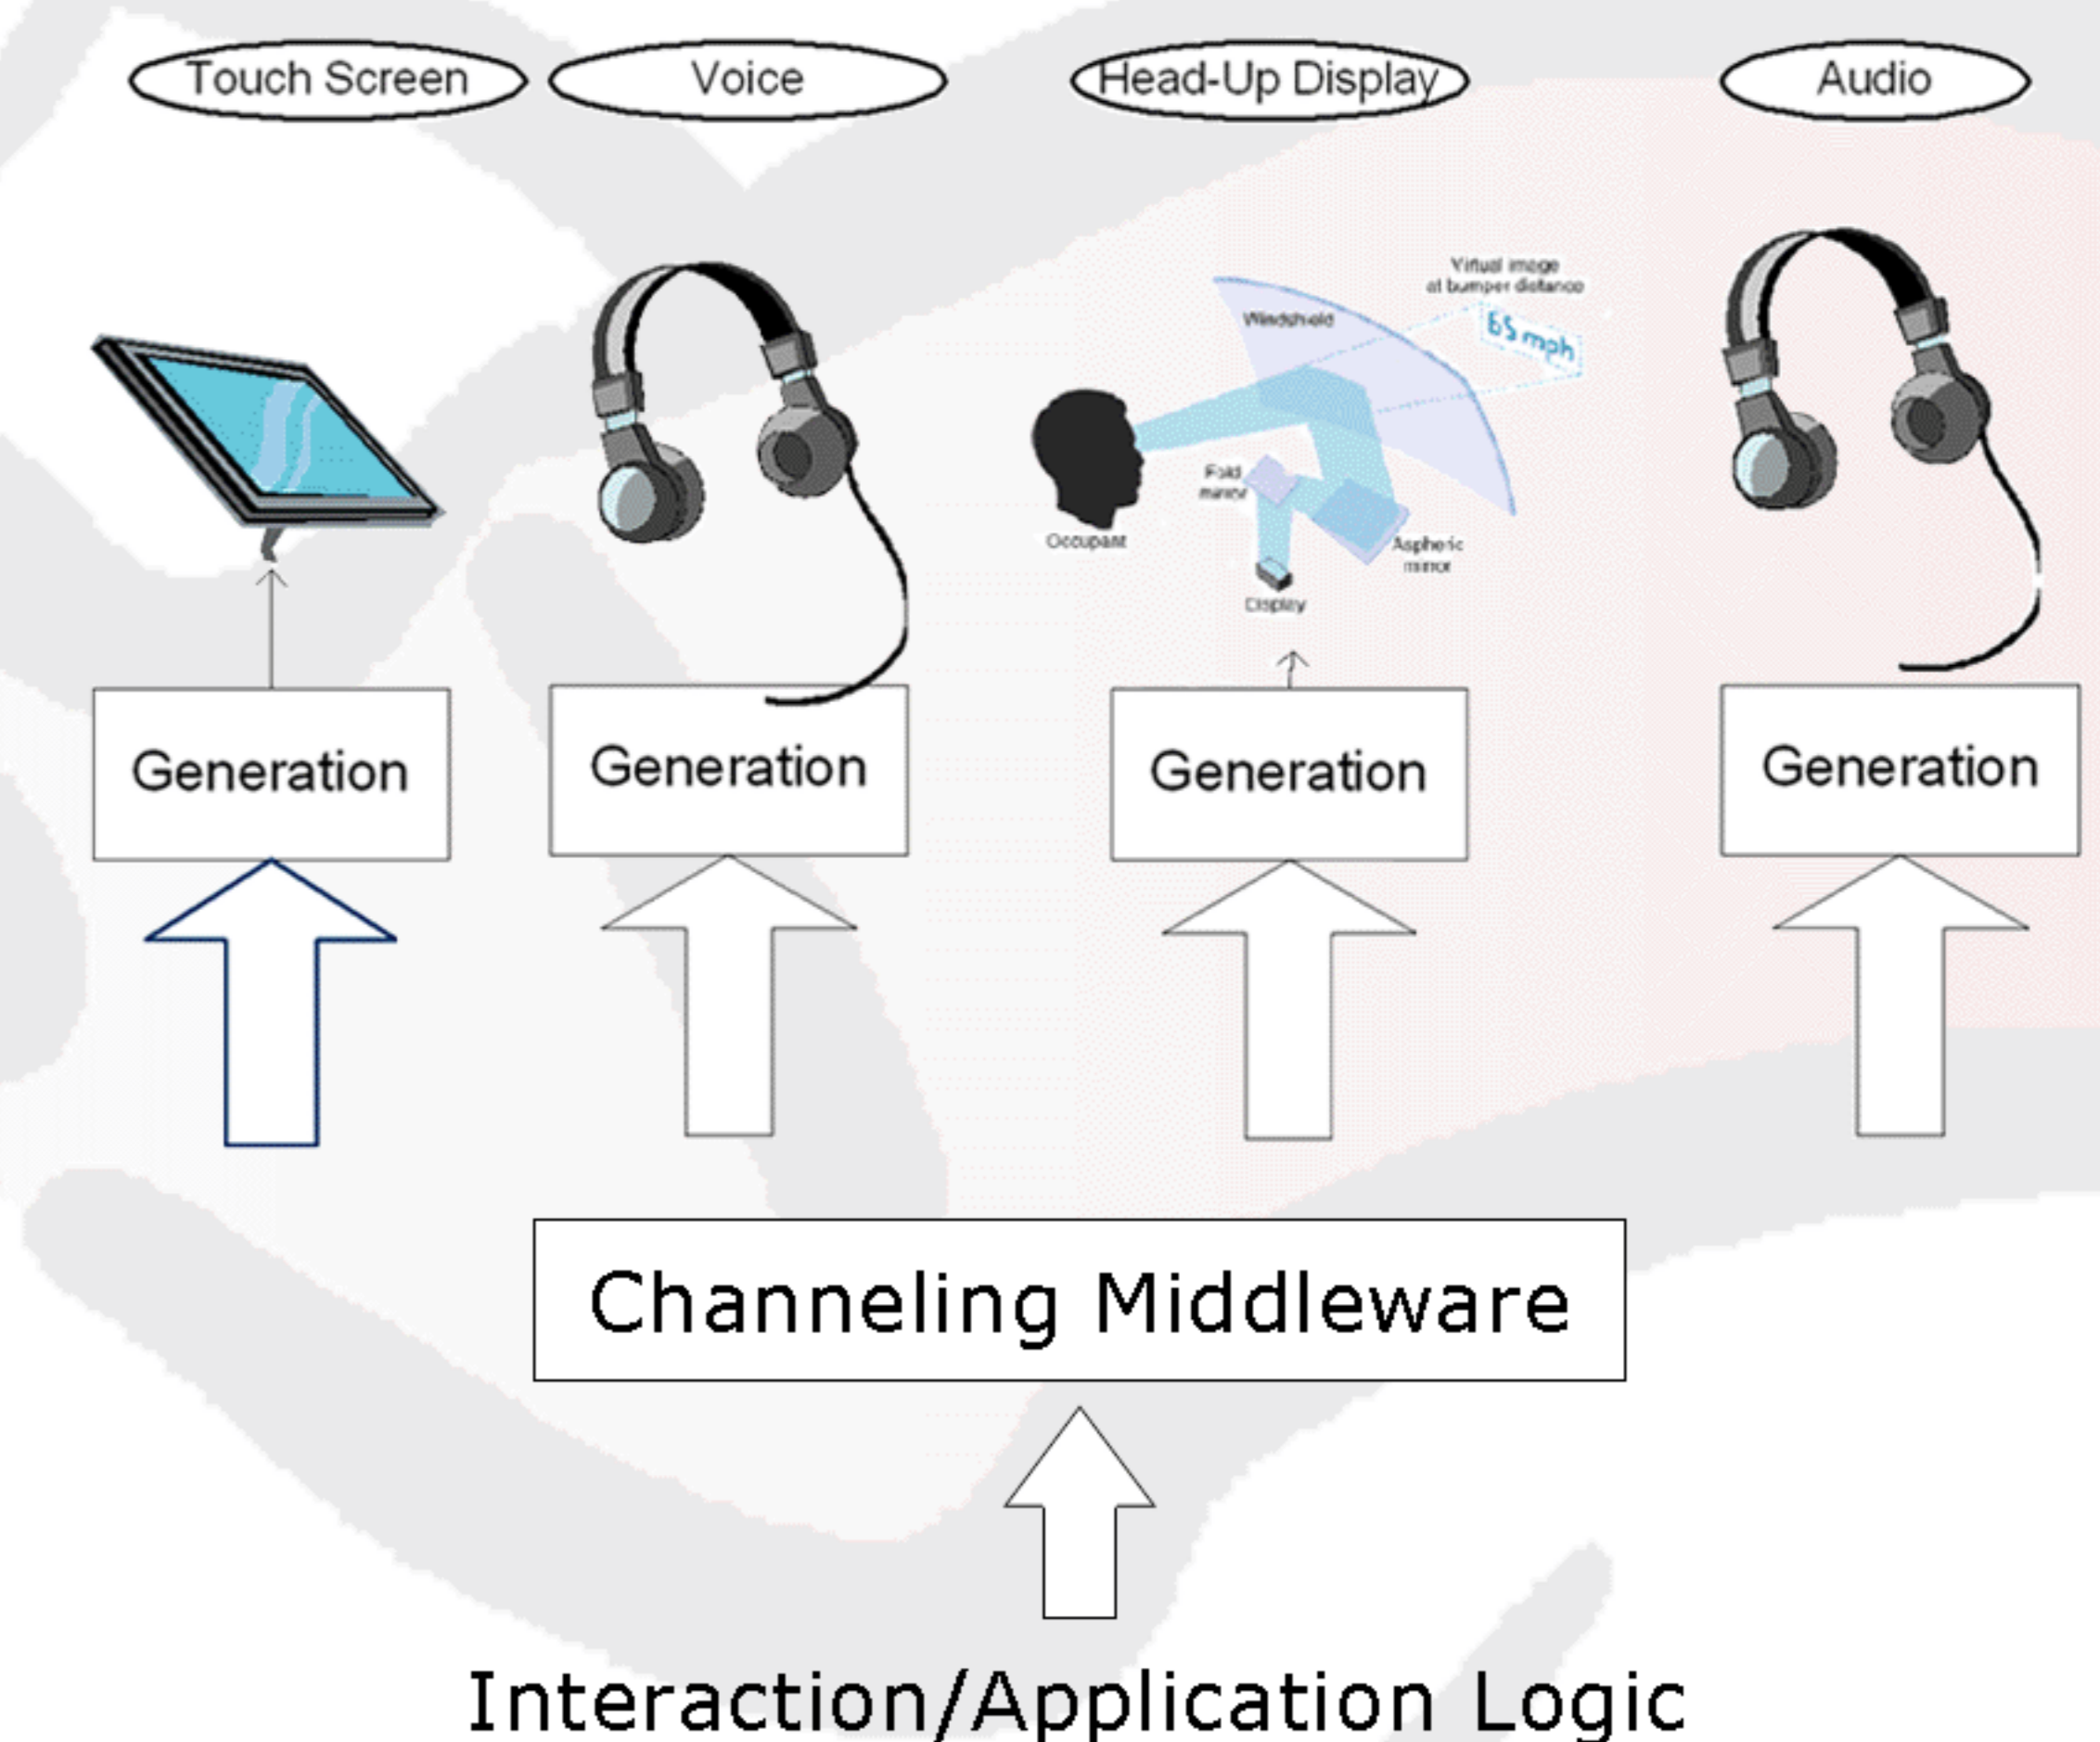 Touch Screen
Voice
Head-Up Display
Audio
Virtual image
at bumper distance
Windshield
65 mph
Fold
mirror
Occupant
Aspheric
mirror
Display
Generation
Generation
Generation
Generation
Channeling Middleware
Interaction/Application Logic